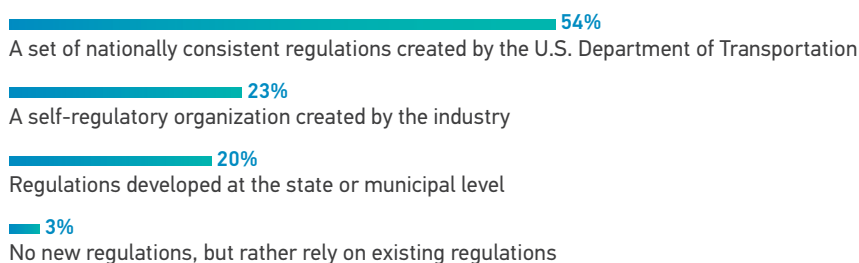 54%
A set of nationally consistent regulations created by the U.S. Department of Transportation
23%
A self-regulatory organization created by the industry
20%
Regulations developed at the state or municipal level
3%
No new regulations, but rather rely on existing regulations